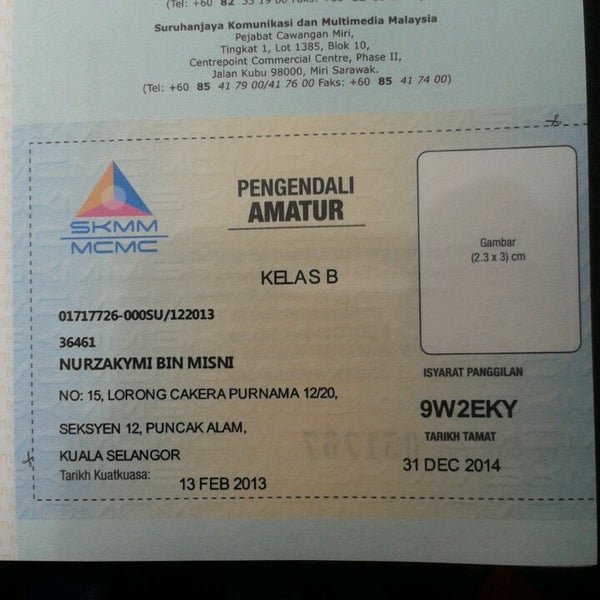 Suruhanjaya Komunikasi dan Multimedia Malaysia
Pejabat Cawangan Miri,
Tingkat 1, Lot 1385, Blok 10,
Centrepoint Commercial Centre, Phase II,
Jalan Kubu 98000, Miri Sarawak.
(Tel: +60 85 41 79 00/41 76 00 Faks: +60 85 41 74 00)
SKMM
MCMC
PENGENDALI
AMATUR
KELAS B
Gambar
(2.3 x 3) cm
01717726-000SU/122013
36461
NURZAKYMI BIN MISNI
NO: 15, LORONG CAKERA PURNAMA 12/20,
SEKSYEN 12, PUNCAK ALAM,
KUALA SELANGOR
Tarikh Kuatkuasa: 13 FEB 2013
ISYARAT PANGGILAN
9W2EKY
TARIKH TAMAT
31 DEC 2014